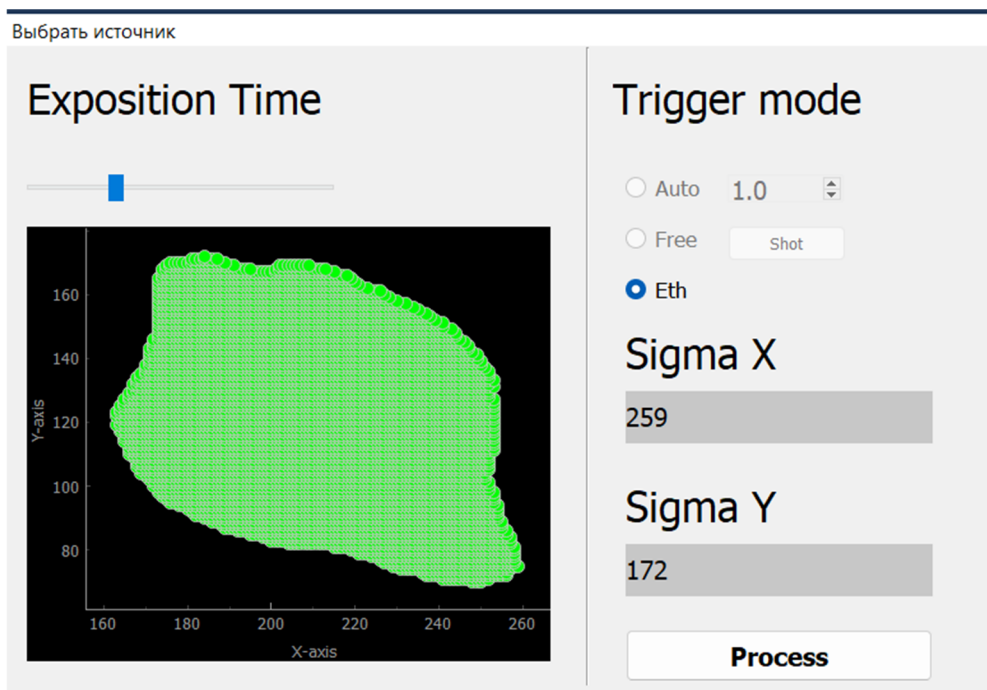 Выбрать источник
Exposition Time
160
140
120
100
80
Y-axis
160 180 200 220 240 260
X-axis
Trigger mode
Auto 1.0
Free Shot
Eth
Sigma X
259
Sigma Y
172
Process